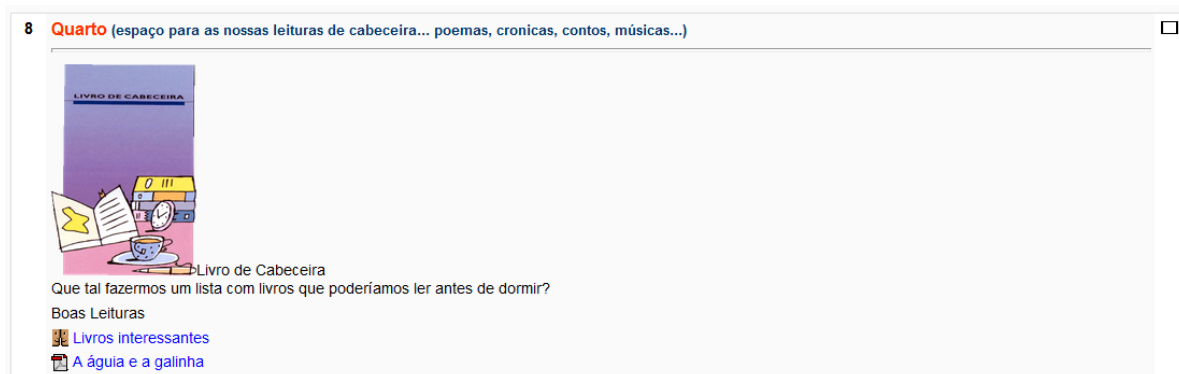 8 Quarto (espaço para as nossas leituras de cabeceira... poemas, cronicas, contos, músicas...)
LIVRO DE CABECEIRA
Livro de Cabeceira
Que tal fazermos um lista com livros que poderíamos ler antes de dormir?
Boas Leituras
Livros interessantes
A águia e a galinha